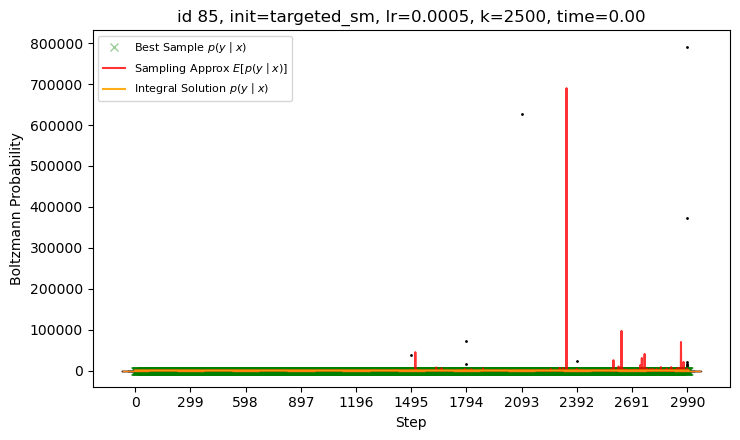 id 85, init=targeted_sm, lr=0.0005, k=2500, time=0.00
Best Sample p(y | x)
Sampling Approx E[p(y | x)]
Integral Solution p(y | x)
Boltzmann Probability
800000
700000
600000
500000
400000
300000
200000
100000
0
0 299 598 897 1196 1495 1794 2093 2392 2691 2990
Step